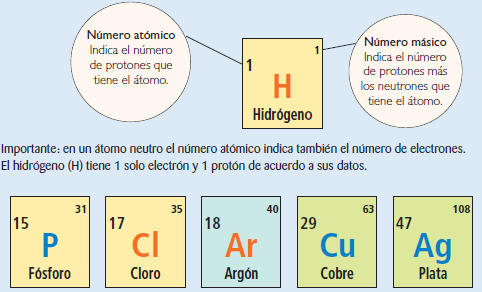 Número atómico
Indica el número
de protones que
tiene el átomo.
1
1
H
Hidrógeno
Número másico
Indica el número
de protones más
los neutrones que
tiene el átomo.
Importante: en un átomo neutro el número atómico indica también el número de electrones.
El hidrógeno (H) tiene 1 solo electrón y 1 protón de acuerdo a sus datos.
31
15
P
Fósforo
35
17
Cl
Cloro
40
18
Ar
Argón
63
29
Cu
Cobre
108
47
Ag
Plata